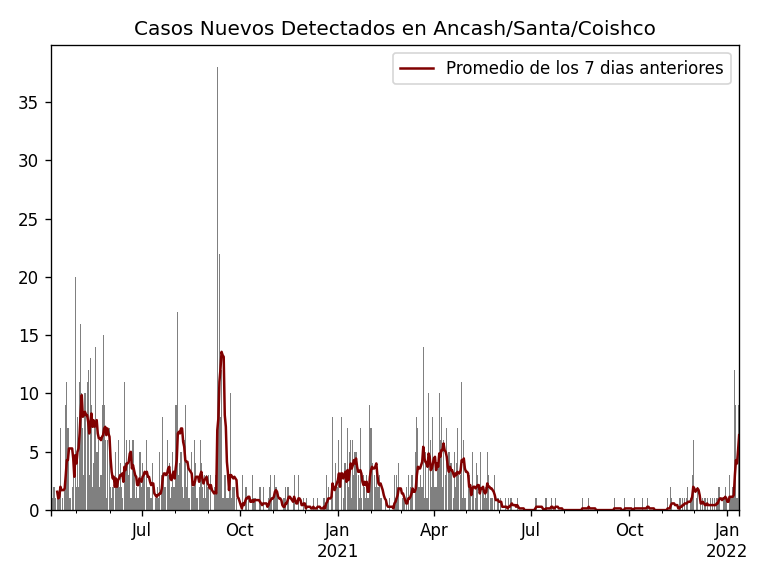 Casos Nuevos Detectados en Ancash/Santa/Coishco
Promedio de los 7 dias anteriores
35
30
25
20
15
10
5
0
Jul
Oct
Jan
2021
Apr
Jul
Oct
Jan
2022